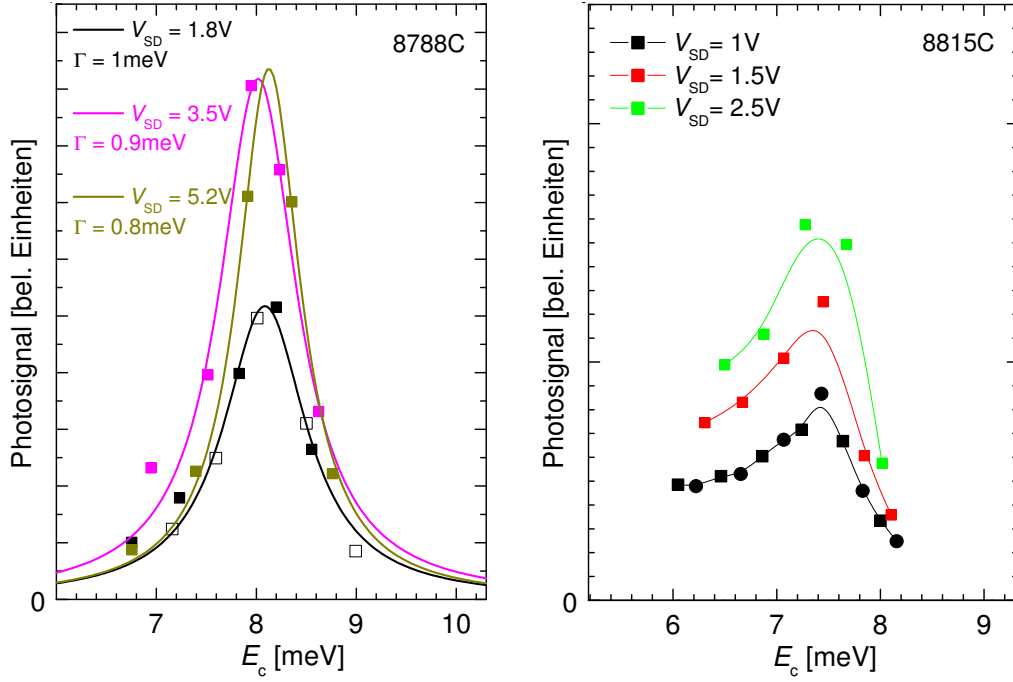 V_SD = 1.8V
Γ = 1meV
8788C
V_SD = 3.5V
Γ = 0.9meV
V_SD = 5.2V
Γ = 0.8meV
Photosignal [bel. Einheiten]
0
7 8 9 10
E_c [meV]
V_SD= 1V
8815C
V_SD= 1.5V
V_SD= 2.5V
Photosignal [bel. Einheiten]
0
6 7 8 9
E_c [meV]